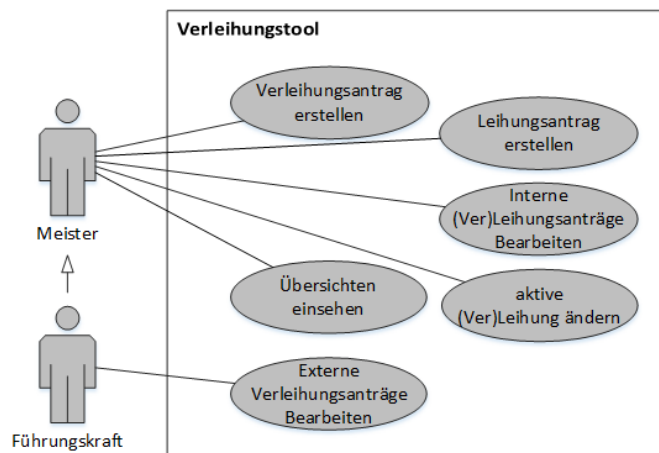 Verleihungstool
Verleihungsantrag
erstellen
Leihungsantrag
erstellen
Interne
(Ver)Leihungsanträge
Bearbeiten
Meister
Übersichten
einsehen
aktive
(Ver)Leihung ändern
Externe
Verleihungsanträge
Bearbeiten
Führungskraft